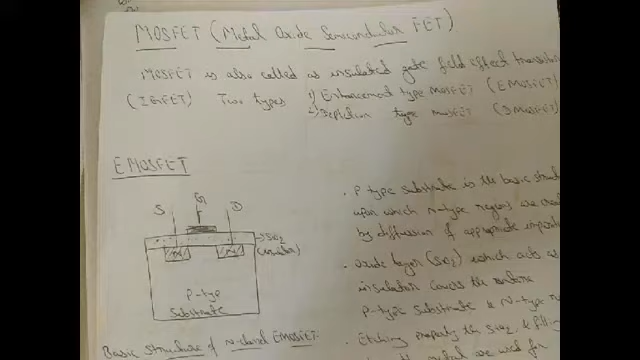 MOSFET (Metal Oxide Semiconductor FET)
MOSFET is also called as insulated gate field effect transistor
(IGFET) Two types 1) Enhancement type MOSFET (EMOSFET)
2) Depletion type MOSFET (DMOSFET)
EMOSFET
G
S D
SiO2
(insulator)
n+ n+
P-type
Substrate
Basic structure of n-channel EMOSFET.
• P type substrate is the basic
upon which n-type regions are
by diffusion of appropriate
• oxide layer (SiO2) which acts as
insulator covers the entire
P-type substrate & N-type
• Etching property the SiO2 &